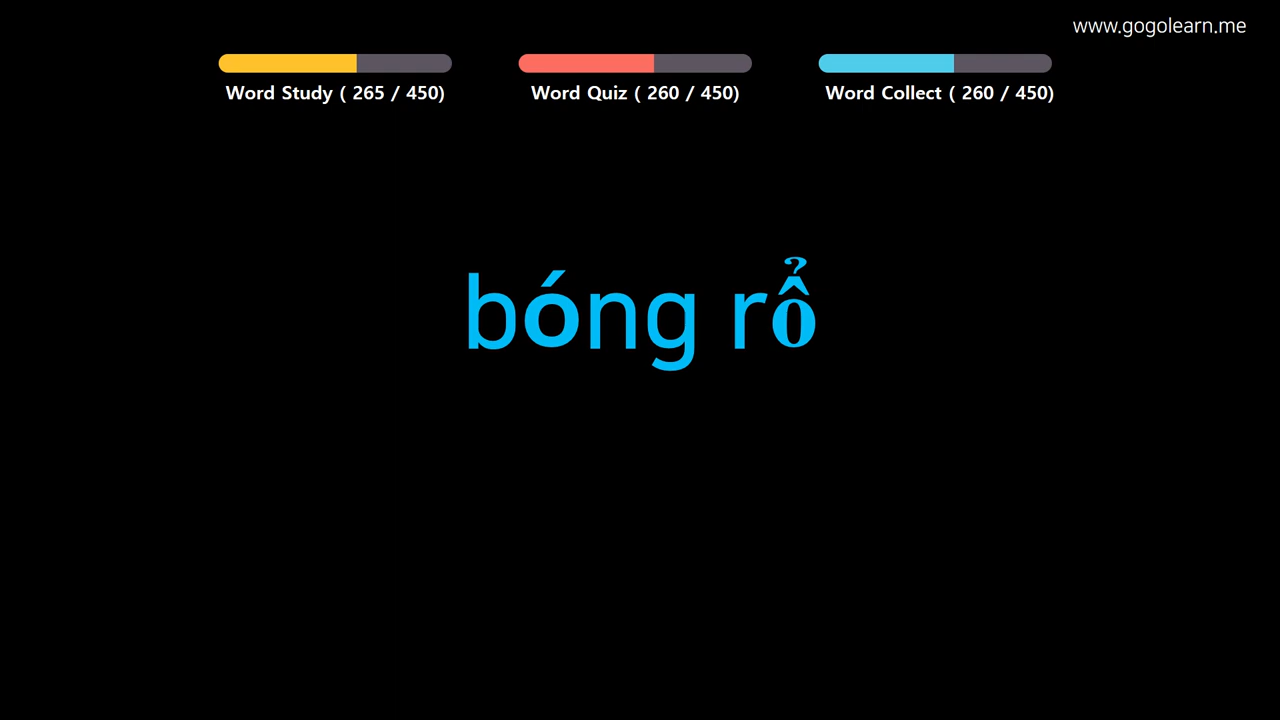 www.gogolearn.me
Word Study ( 265 / 450)
Word Quiz ( 260 / 450)
Word Collect ( 260 / 450)
bóng rổ